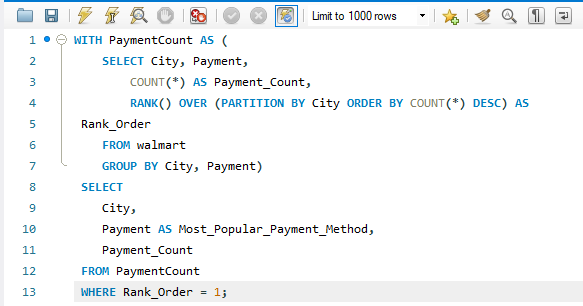 Limit to 1000 rows
1 WITH PaymentCount AS (
2 SELECT City, Payment,
3 COUNT(*) AS Payment_Count,
4 RANK() OVER (PARTITION BY City ORDER BY COUNT(*) DESC) AS
5 Rank_Order
6 FROM walmart
7 GROUP BY City, Payment)
8 SELECT
9 City,
10 Payment AS Most_Popular_Payment_Method,
11 Payment_Count
12 FROM PaymentCount
13 WHERE Rank_Order = 1;